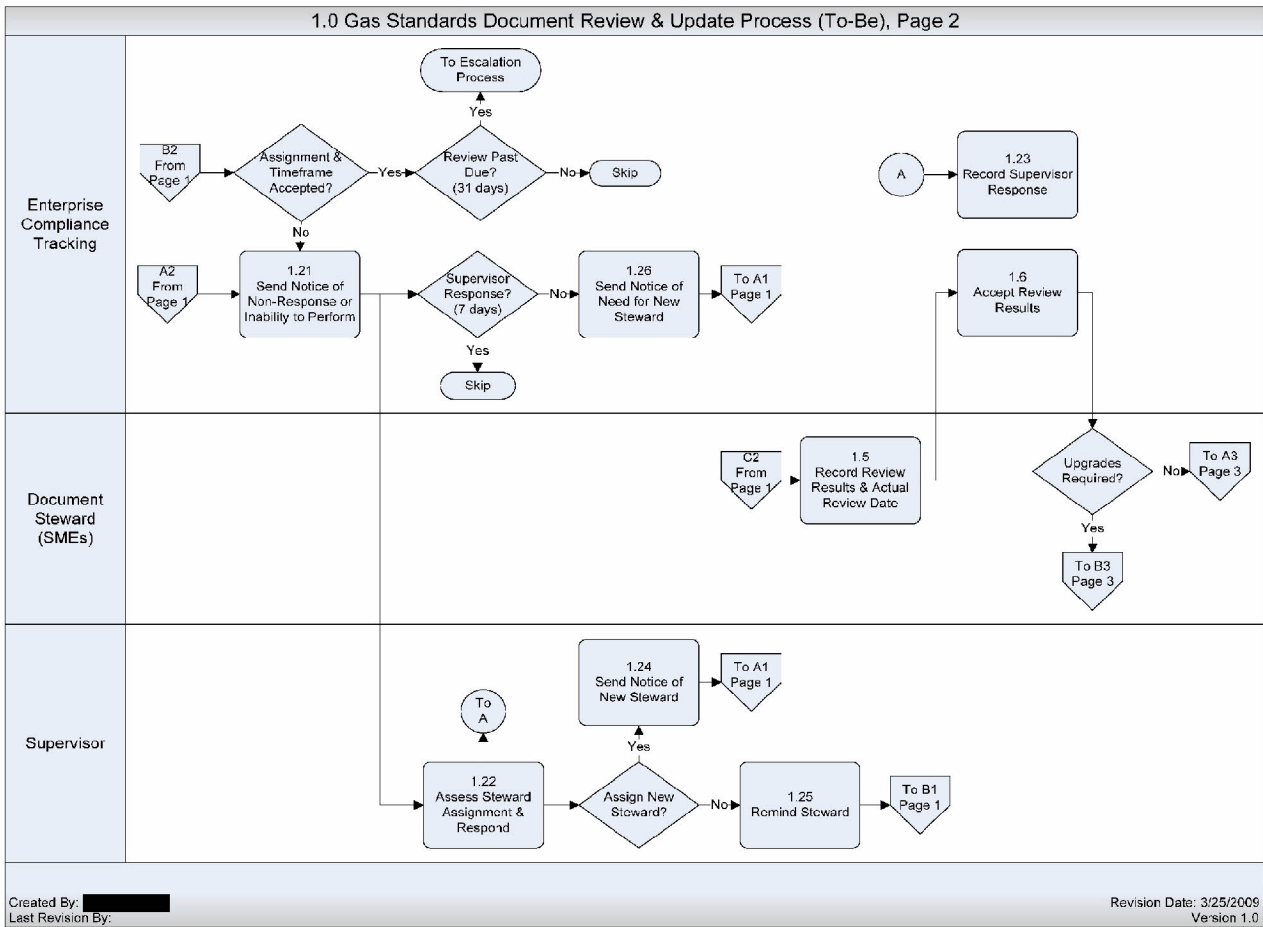 1.0 Gas Standards Document Review & Update Process (To-Be), Page 2
Enterprise
Compliance
Tracking
To Escalation
Process
Yes
B2
From
Page 1
Assignment &
Timeframe
Accepted?
Yes
Review Past
Due?
(31 days)
No
Skip
A
1.23
Record Supervisor
Response
No
A2
From
Page 1
1.21
Send Notice of
Non-Response or
Inability to Perform
Supervisor
Response?
(7 days)
No
1.26
Send Notice of
Need for New
Steward
To A1
Page 1
1.6
Accept Review
Results
Yes
Skip
Document
Steward
(SMEs)
C2
From
Page 1
1.5
Record Review
Results & Actual
Review Date
Upgrades
Required?
No
To A3
Page 3
Yes
To B3
Page 3
Supervisor
1.24
Send Notice of
New Steward
To A1
Page 1
To
A
Yes
1.22
Assess Steward
Assignment &
Respond
Assign New
Steward?
No
1.25
Remind Steward
To B1
Page 1
Created By:
Last Revision By:
Revision Date: 3/25/2009
Version 1.0